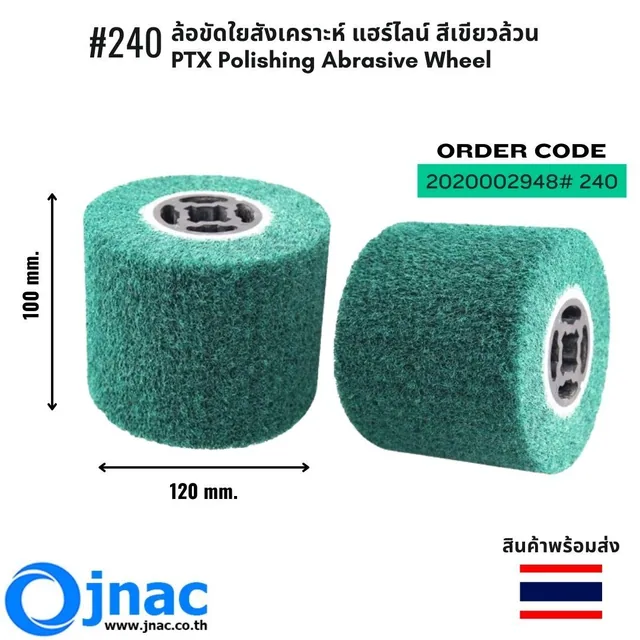 #240 ล้อขัดใยสังเคราะห์ แฮร์ไลน์ สีเขียวล้วน
PTX Polishing Abrasive Wheel
ORDER CODE
2020002948# 240
100 mm.
120 mm.
สินค้าพร้อมส่ง
jnac
www.jnac.co.th